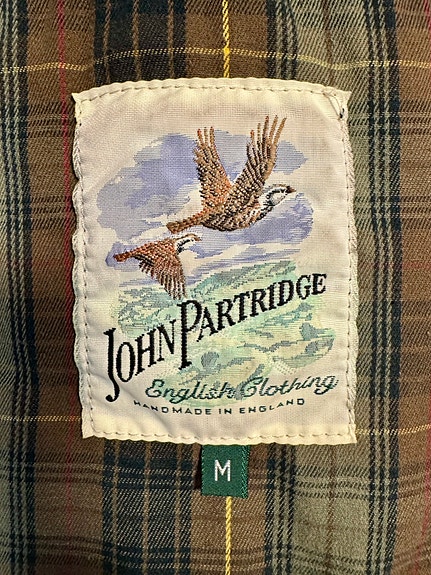 JOHN PARTRIDGE
English Clothing
HANDMADE IN ENGLAND
M